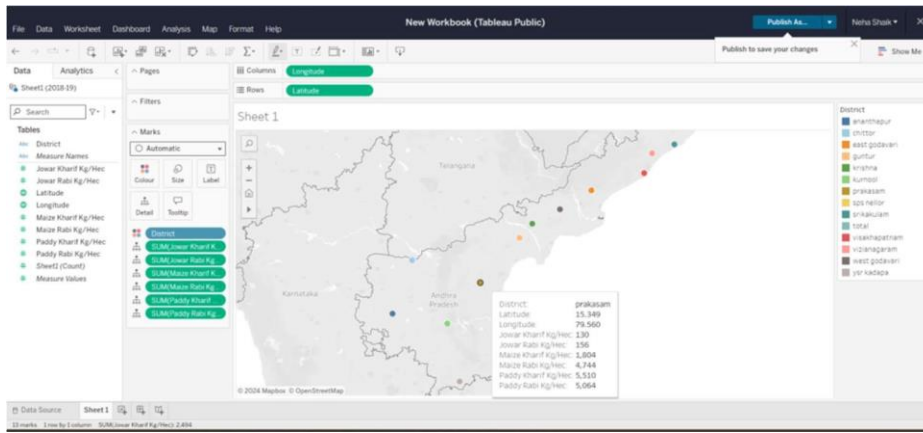 New Workbook (Tableau Public)
Publish As...
Neha Shaik
File Data Worksheet Dashboard Analysis Map Format Help
Publish to save your changes
Show Me
Data Analytics
Pages
Columns Longitude
Sheet1 (2018-19)
Rows Latitude
Search
Filters
Sheet 1
Tables
Abc District
Abc Measure Names
Jowar Kharif Kg/Hec
Jowar Rabi Kg/Hec
Latitude
Longitude
Maize Kharif Kg/Hec
Maize Rabi Kg/Hec
Paddy Kharif Kg/Hec
Paddy Rabi Kg/Hec
Sheet1 (Count)
Measure Values
Marks
Automatic
Colour Size Label
Detail Tooltip
District
SUM(Jowar Kharif K..
SUM(Jowar Rabi Kg..
SUM(Maize Kharif K..
SUM(Maize Rabi Kg..
SUM(Paddy Kharif ..
SUM(Paddy Rabi Kg..
Telangana
Karnataka
Andhra
Pradesh
District: prakasam
Latitude 15.349
Longitude: 79.560
Jowar Kharif Kg/Hec: 130
Jowar Rabi Kg/Hec: 156
Maize Kharif Kg/Hec: 1,804
Maize Rabi Kg/Hec: 4,744
Paddy Kharif Kg/Hec: 5,510
Paddy Rabi Kg/Hec: 5,064
© 2024 Mapbox © OpenStreetMap
District
ananthapur
chittor
east godavari
guntur
krishna
kurnool
prakasam
sps nellor
srikakulam
total
visakhapatnam
vizianagaram
west godavari
ysr kadapa
Data Source Sheet 1
13 marks 1 row by 1 column SUM(Jowar Kharif Kg/Hec): 2,494